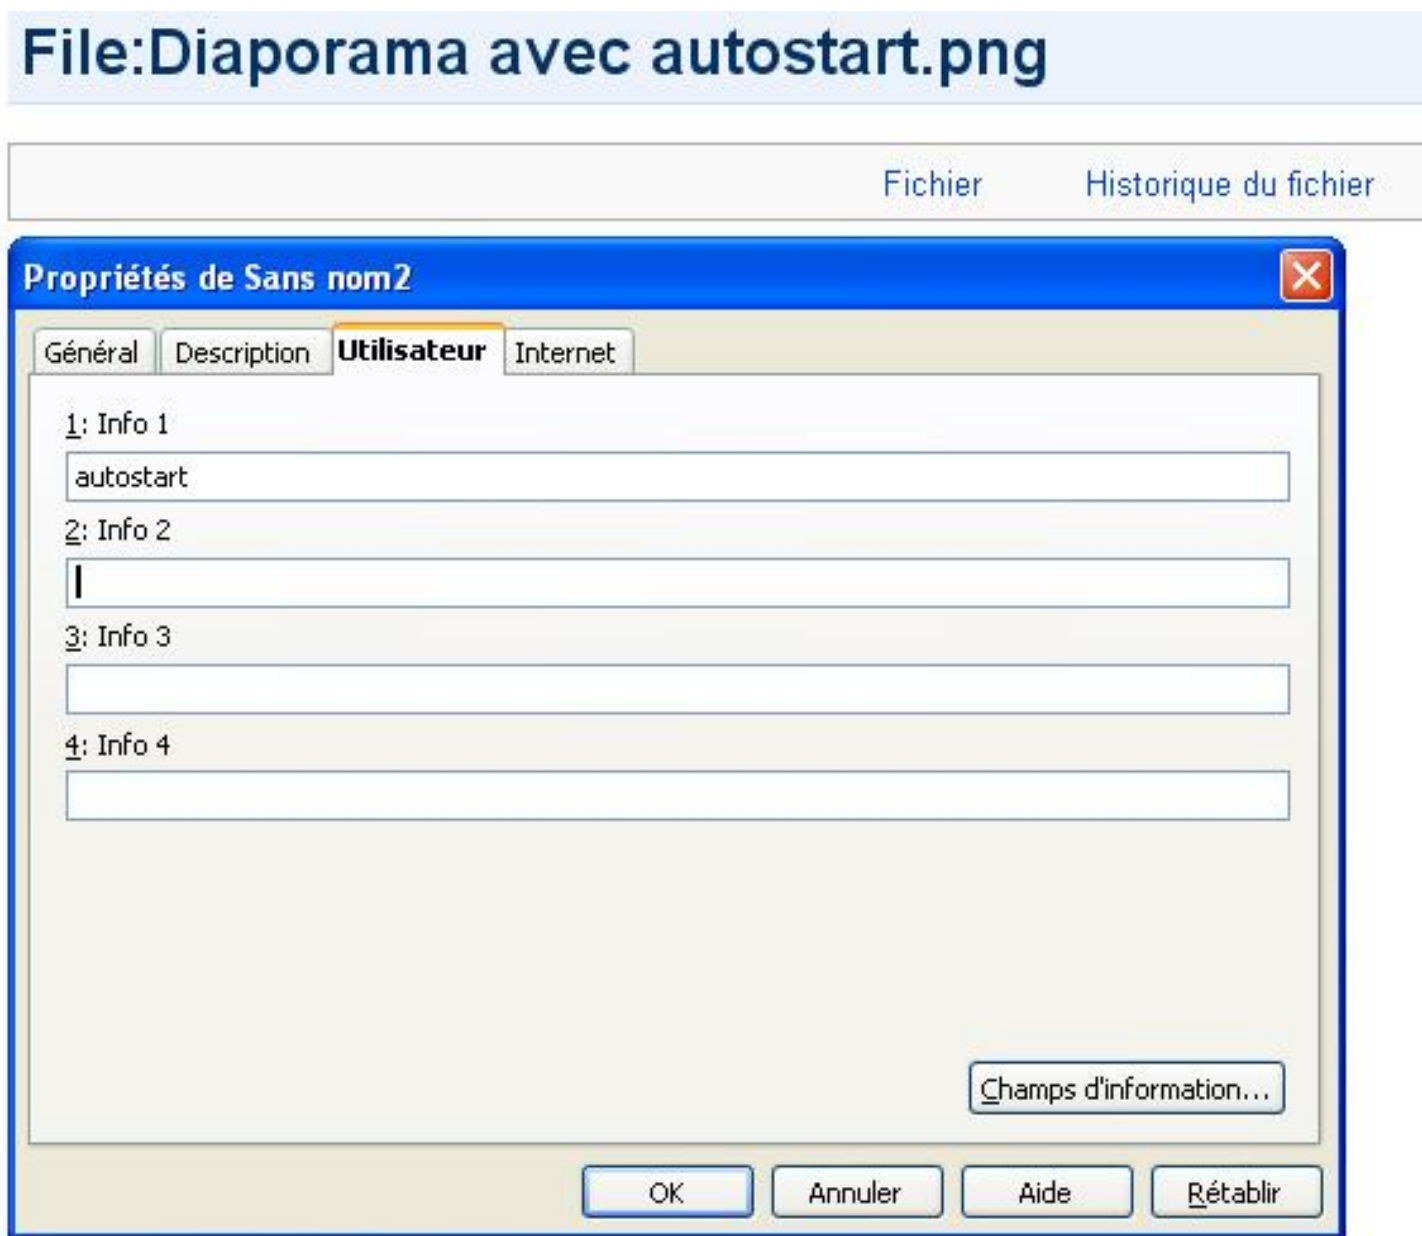 File:Diaporama avec autostart.png
Fichier Historique du fichier
Propriétés de Sans nom2
Général Description Utilisateur Internet
1: Info 1
autostart
2: Info 2
3: Info 3
4: Info 4
Champs d'information...
OK Annuler Aide Rétablir